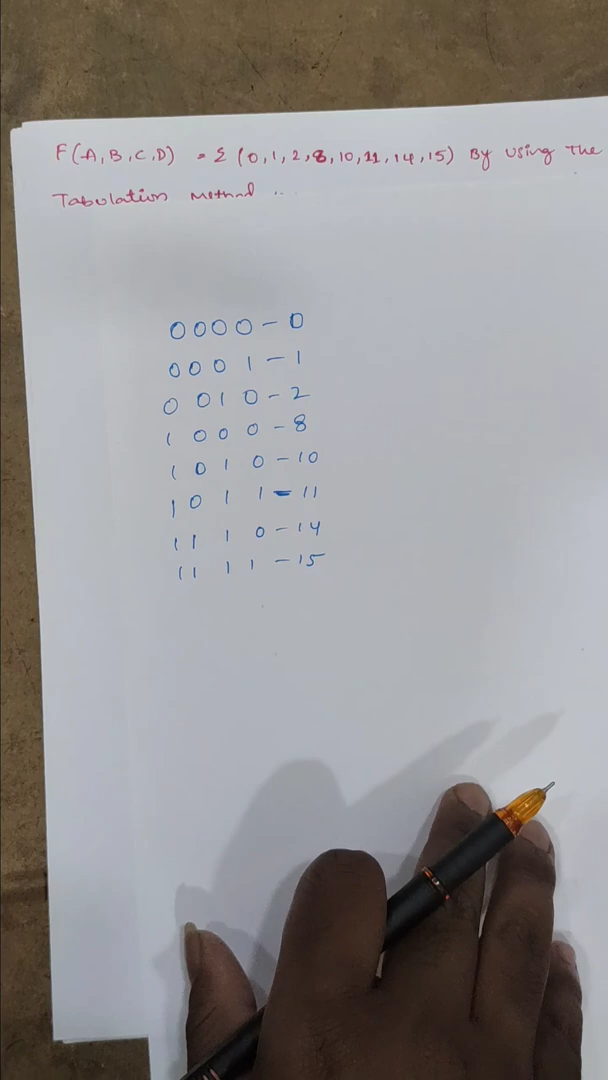 F(A,B,C,D) = Σ (0,1,2,8,10,11,14,15) By using The
Tabulation Method ...
0000 - 0
0001 - 1
0010 - 2
1000 - 8
1010 - 10
1011 - 11
1110 - 14
1111 - 15